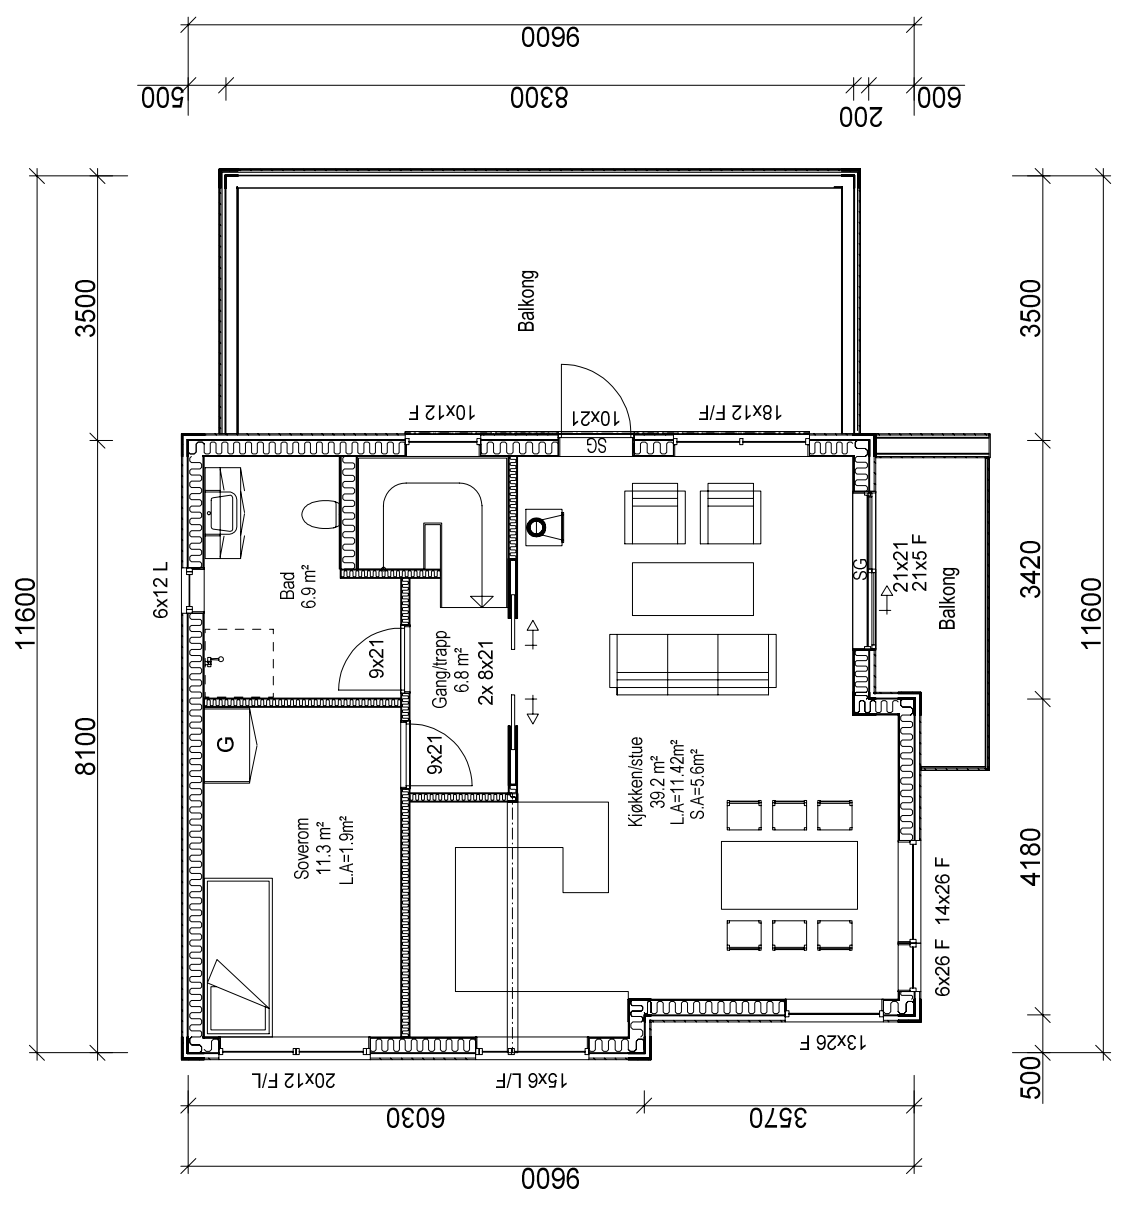 9600
500
8300
200
600
11600
3500
8100
3500
3420
4180
500
11600
Balkong
10x12 F
10x21
SG
18x12 F/F
6x12 L
Bad
6.9 m²
9x21
Gang/trapp
6.8 m²
2x 8x21
9x21
G
SG
21x21
21x5 F
Balkong
Soverom
11.3 m²
L.A=1.9m²
Kjøkken/stue
39.2 m²
L.A=11.42m²
S.A=5.6m²
14x26 F
6x26 F
13x26 F
20x12 F/L
15x6 L/F
6030
3570
9600